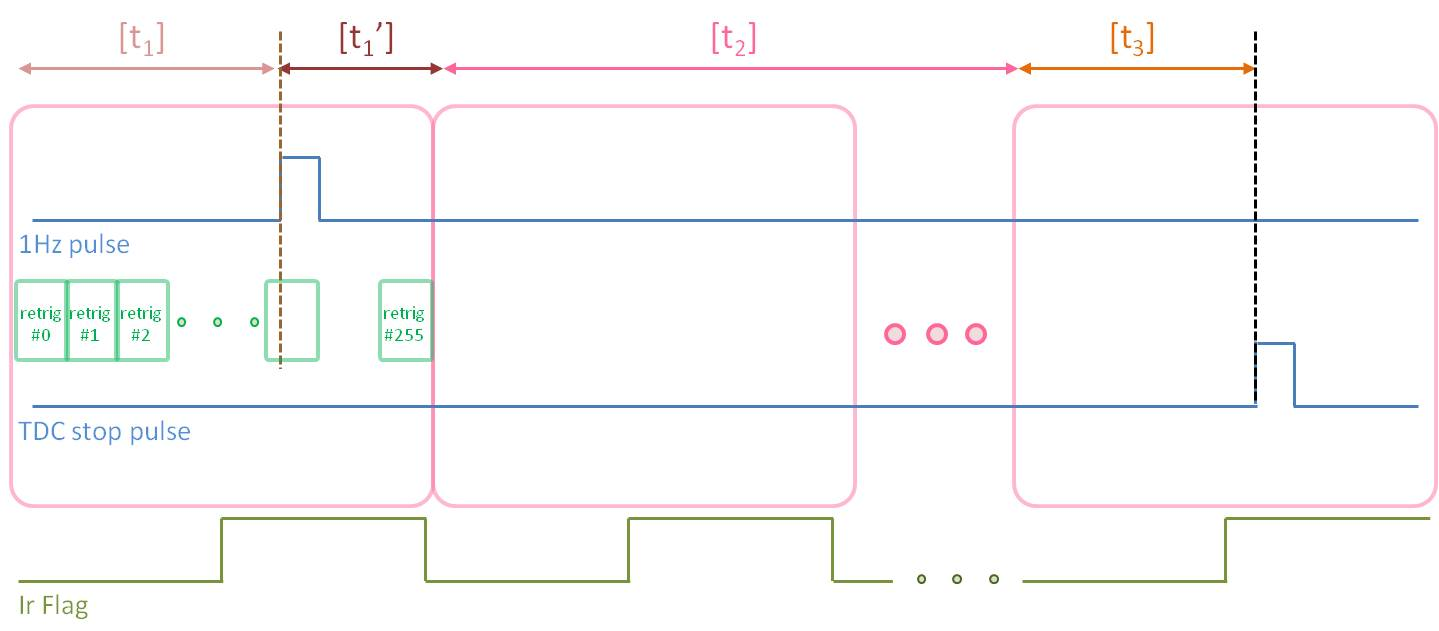 [t₁] [t₁’] [t₂] [t₃]
1Hz pulse
retrig retrig retrig retrig
#0 #1 #2 #255
TDC stop pulse
Ir Flag